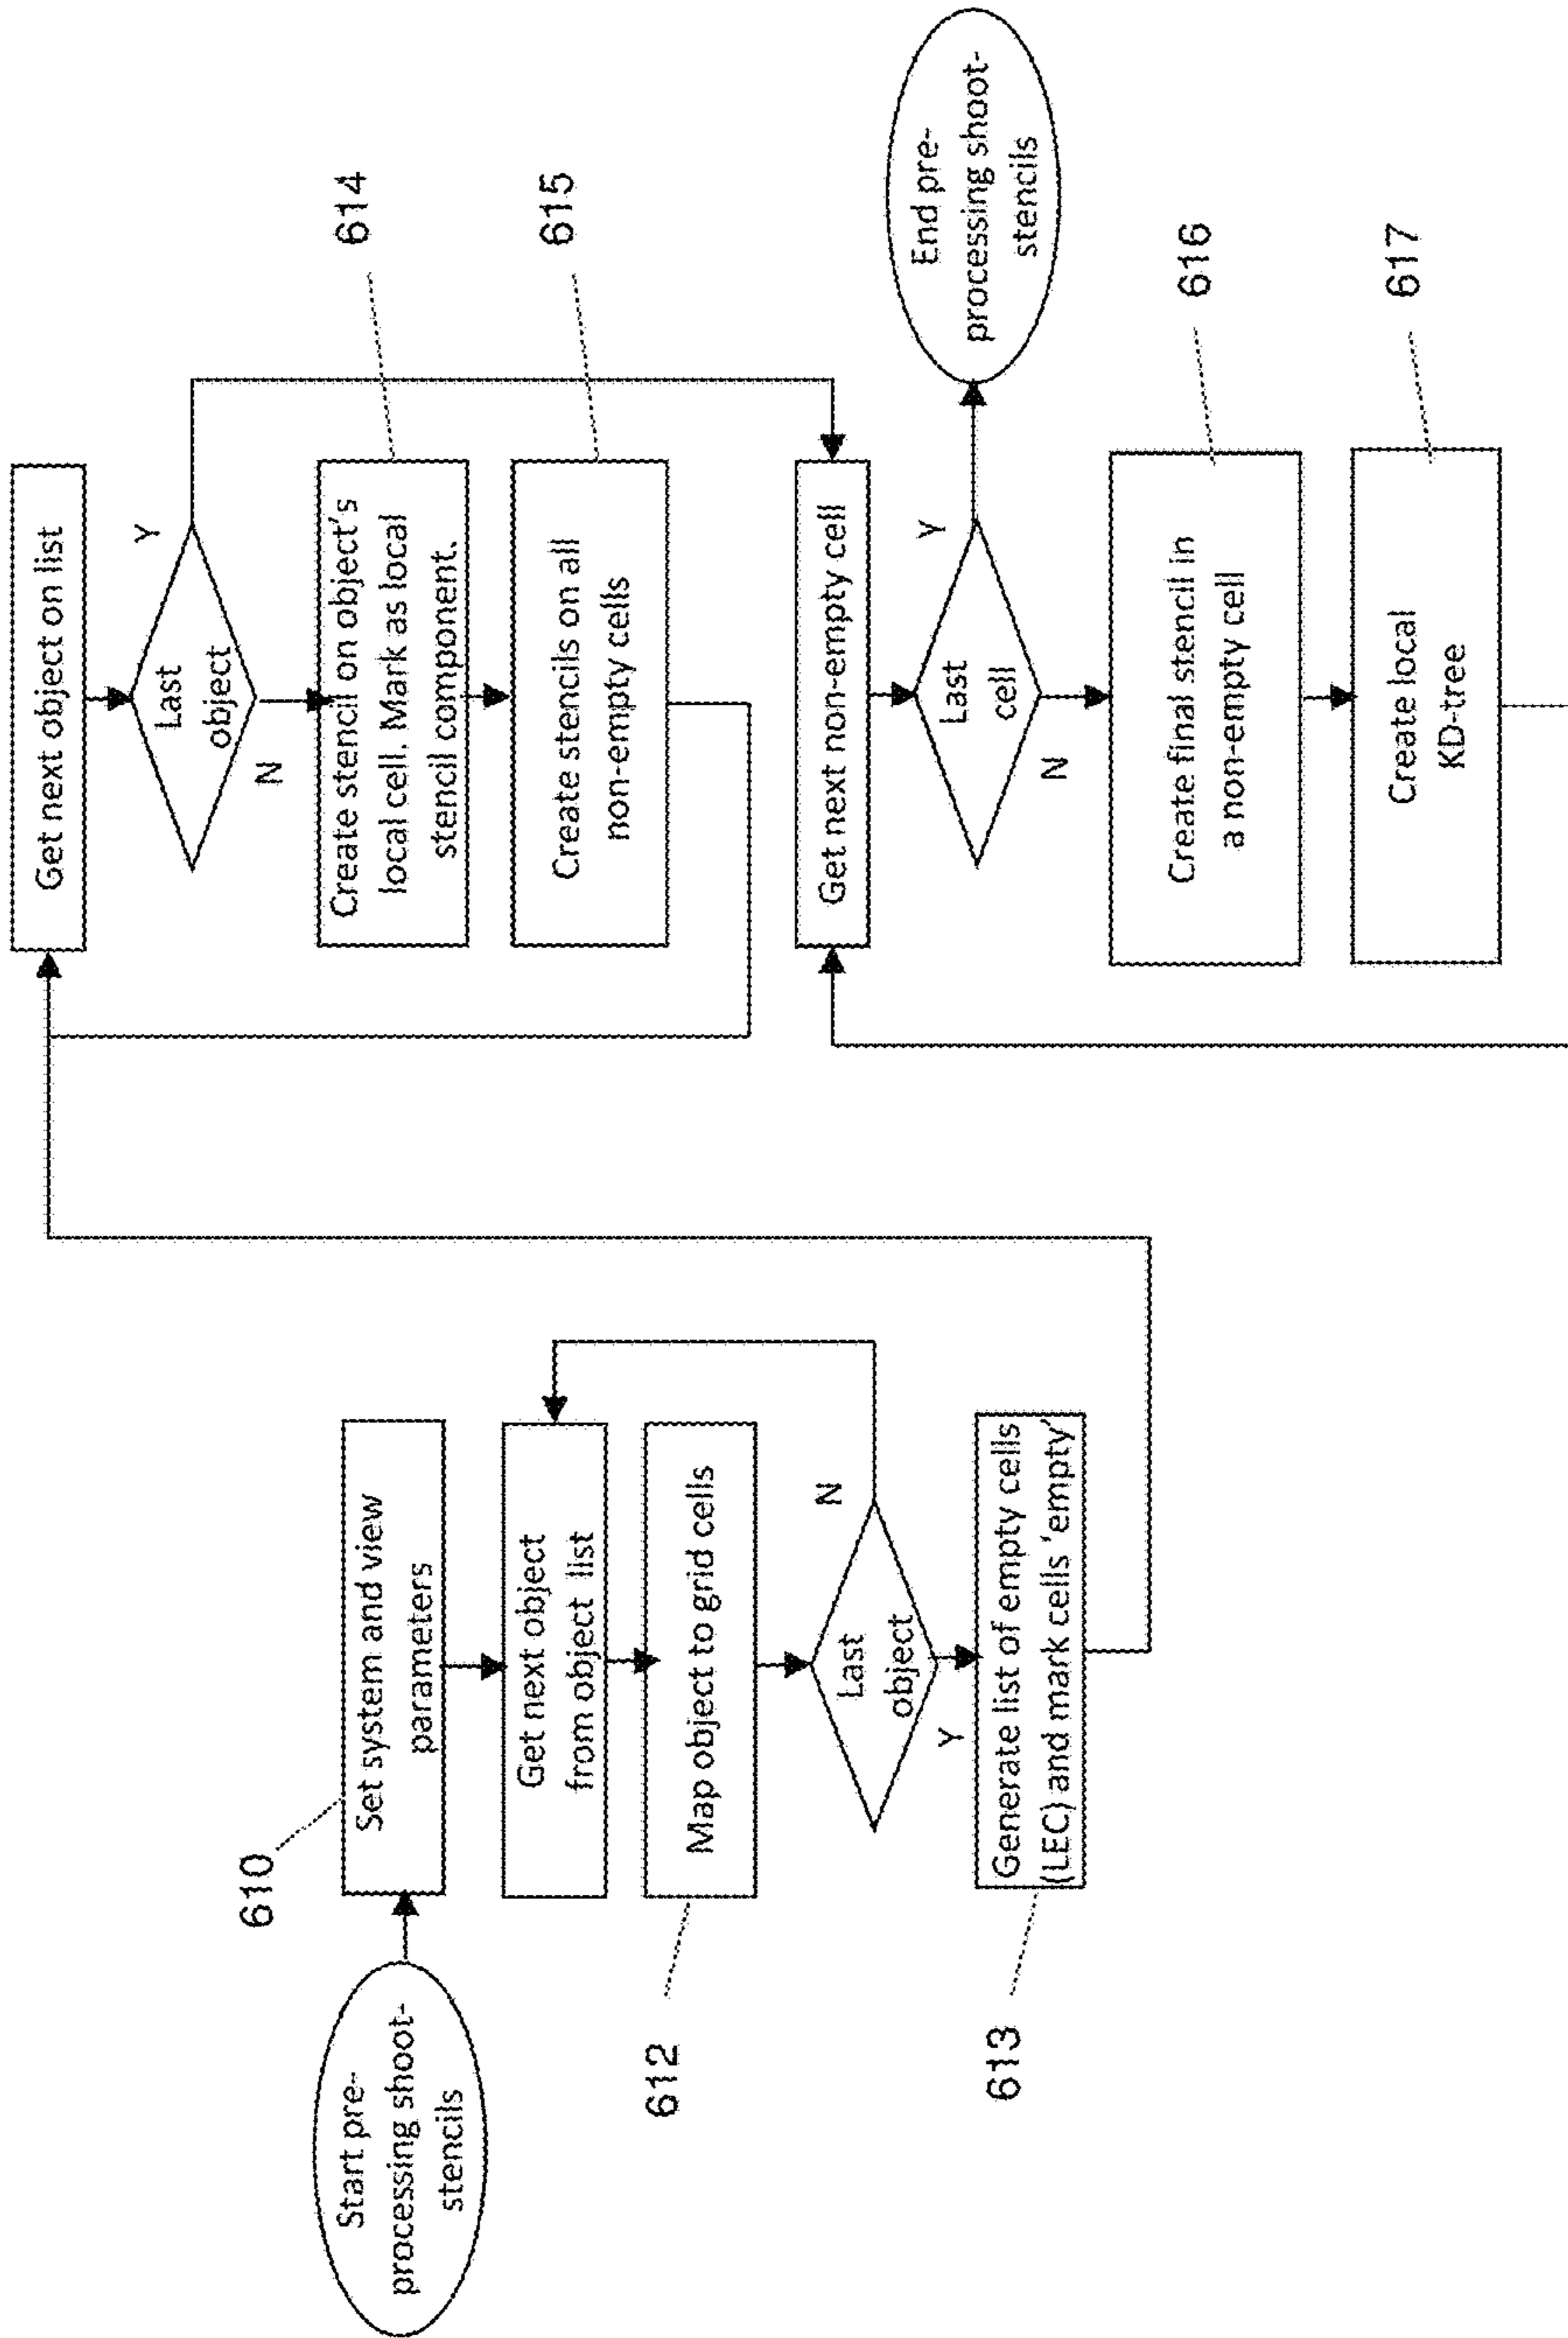 Start pre-
processing shoot-
stencils
610
Set system and view
parameters
Get next object
from object list
612
Map object to grid cells
Last
object
N
Y
613
Generate list of empty cells
(LEC) and mark cells 'empty'
Get next object on list
Last
object
Y
N
Create stencil on object's
local cell. Mark as local
stencil component.
614
Create stencils on all
non-empty cells
615
Get next non-empty cell
Last
cell
Y
N
End pre-
processing shoot-
stencils
Create final stencil in
a non-empty cell
616
Create local
KD-tree
617